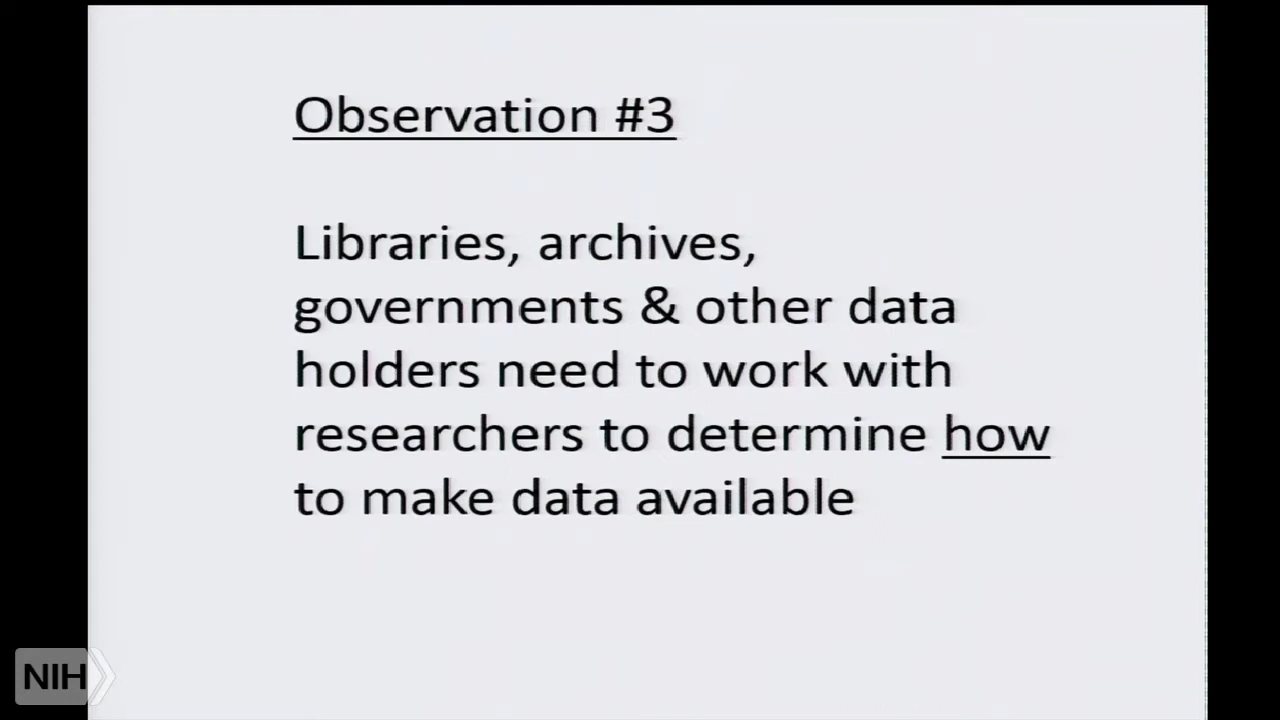 Observation #3
Libraries, archives,
governments & other data
holders need to work with
researchers to determine how
to make data available
NIH